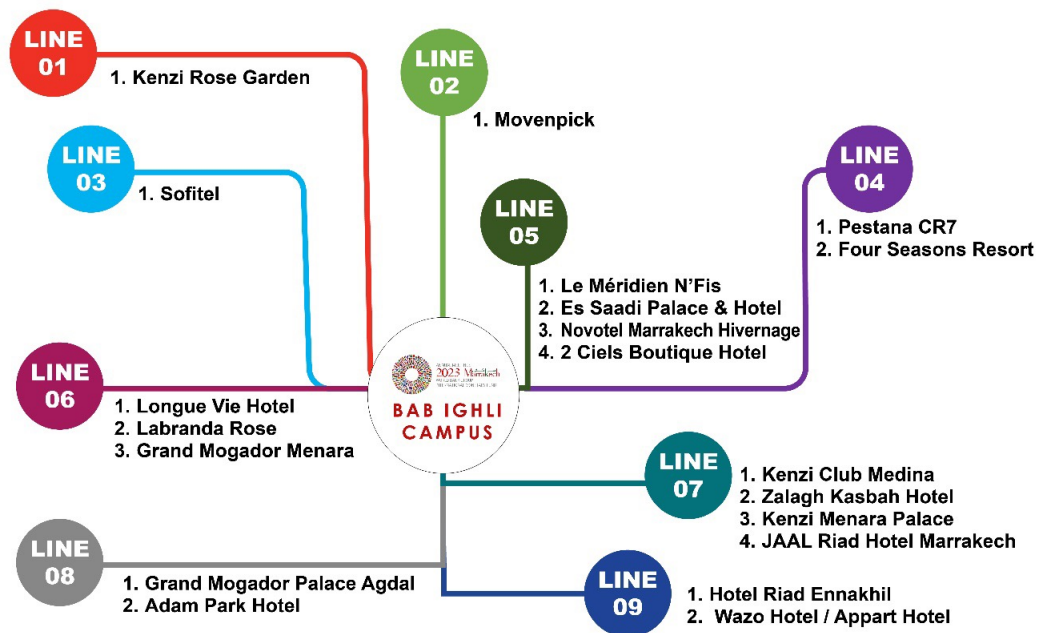 LINE
01
1. Kenzi Rose Garden
LINE
02
1. Movenpick
LINE
03
1. Sofitel
LINE
04
1. Pestana CR7
2. Four Seasons Resort
LINE
05
1. Le Méridien N’Fis
2. Es Saadi Palace & Hotel
3. Novotel Marrakech Hivernage
4. 2 Ciels Boutique Hotel
2023 Marrakech
BAB IGHLI
CAMPUS
LINE
06
1. Longue Vie Hotel
2. Labranda Rose
3. Grand Mogador Menara
LINE
07
1. Kenzi Club Medina
2. Zalagh Kasbah Hotel
3. Kenzi Menara Palace
4. JAAL Riad Hotel Marrakech
LINE
08
1. Grand Mogador Palace Agdal
2. Adam Park Hotel
LINE
09
1. Hotel Riad Ennakhil
2. Wazo Hotel / Appart Hotel